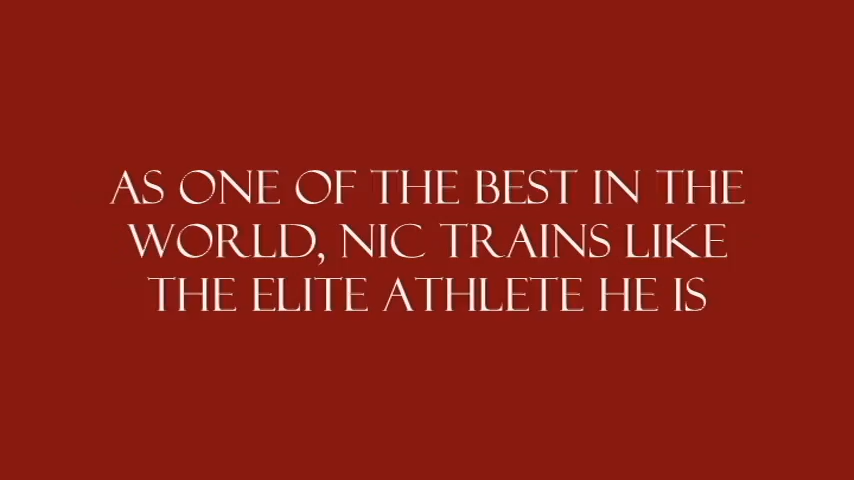 AS ONE OF THE BEST IN THE
WORLD, NIC TRAINS LIKE
THE ELITE ATHLETE HE IS